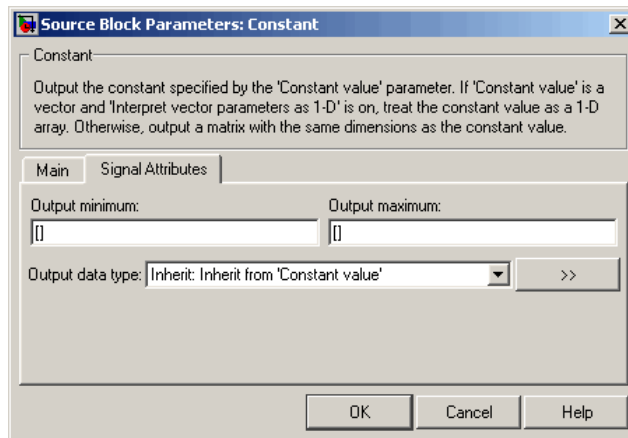 Source Block Parameters: Constant
Constant
Output the constant specified by the 'Constant value' parameter. If 'Constant value' is a
vector and 'Interpret vector parameters as 1-D' is on, treat the constant value as a 1-D
array. Otherwise, output a matrix with the same dimensions as the constant value.
Main Signal Attributes
Output minimum: Output maximum:
[] []
Output data type: Inherit: Inherit from 'Constant value' >>
OK Cancel Help